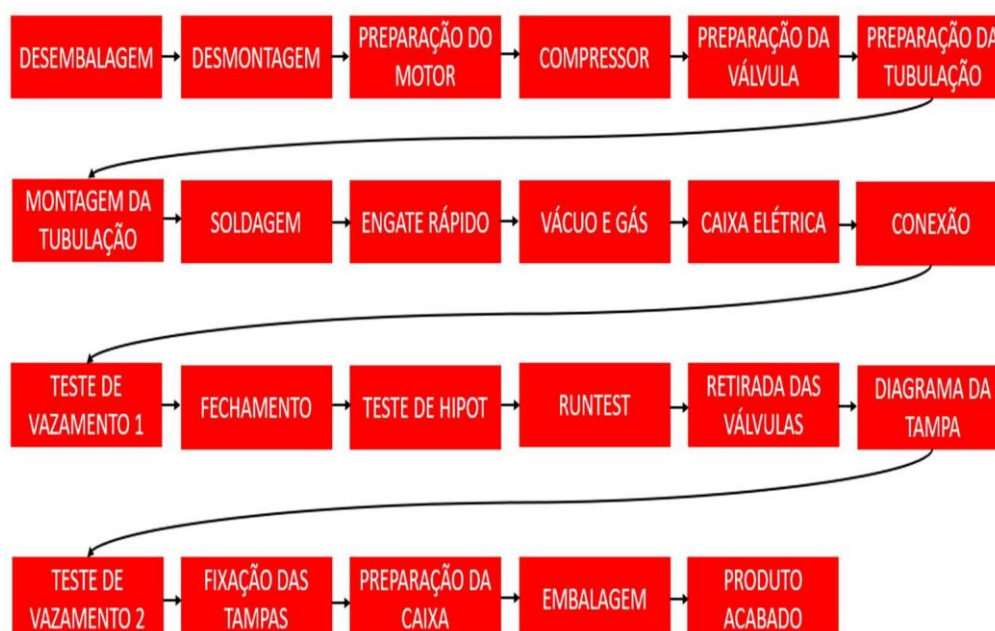 DESEMBALAGEM
DESMONTAGEM
PREPARAÇÃO DO
MOTOR
COMPRESSOR
PREPARAÇÃO DA
VÁLVULA
PREPARAÇÃO DA
TUBULAÇÃO
MONTAGEM DA
TUBULAÇÃO
SOLDAGEM
ENGATE RÁPIDO
VÁCUO E GÁS
CAIXA ELÉTRICA
CONEXÃO
TESTE DE
VAZAMENTO 1
FECHAMENTO
TESTE DE HIPOT
RUNTEST
RETIRADA DAS
VÁLVULAS
DIAGRAMA DA
TAMPA
TESTE DE
VAZAMENTO 2
FIXAÇÃO DAS
TAMPAS
PREPARAÇÃO DA
CAIXA
EMBALAGEM
PRODUTO
ACABADO